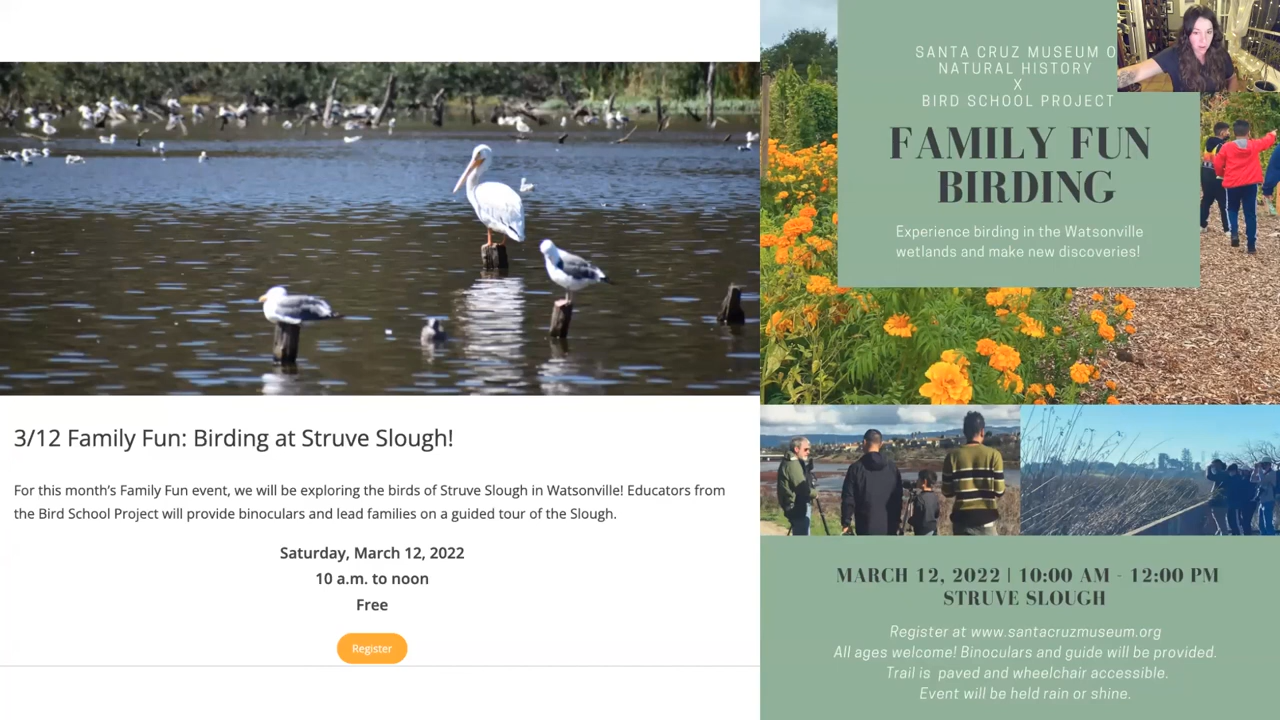 3/12 Family Fun: Birding at Struve Slough!
For this month's Family Fun event, we will be exploring the birds of Struve Slough in Watsonville! Educators from
the Bird School Project will provide binoculars and lead families on a guided tour of the Slough.
Saturday, March 12, 2022
10 a.m. to noon
Free
Register
SANTA CRUZ MUSEUM O
NATURAL HISTORY
X
BIRD SCHOOL PROJECT
FAMILY FUN
BIRDING
Experience birding in the Watsonville
wetlands and make new discoveries!
MARCH 12, 2022 | 10:00 AM - 12:00 PM
STRUVE SLOUGH
Register at www.santacruzmuseum.org
All ages welcome! Binoculars and guide will be provided.
Trail is paved and wheelchair accessible.
Event will be held rain or shine.